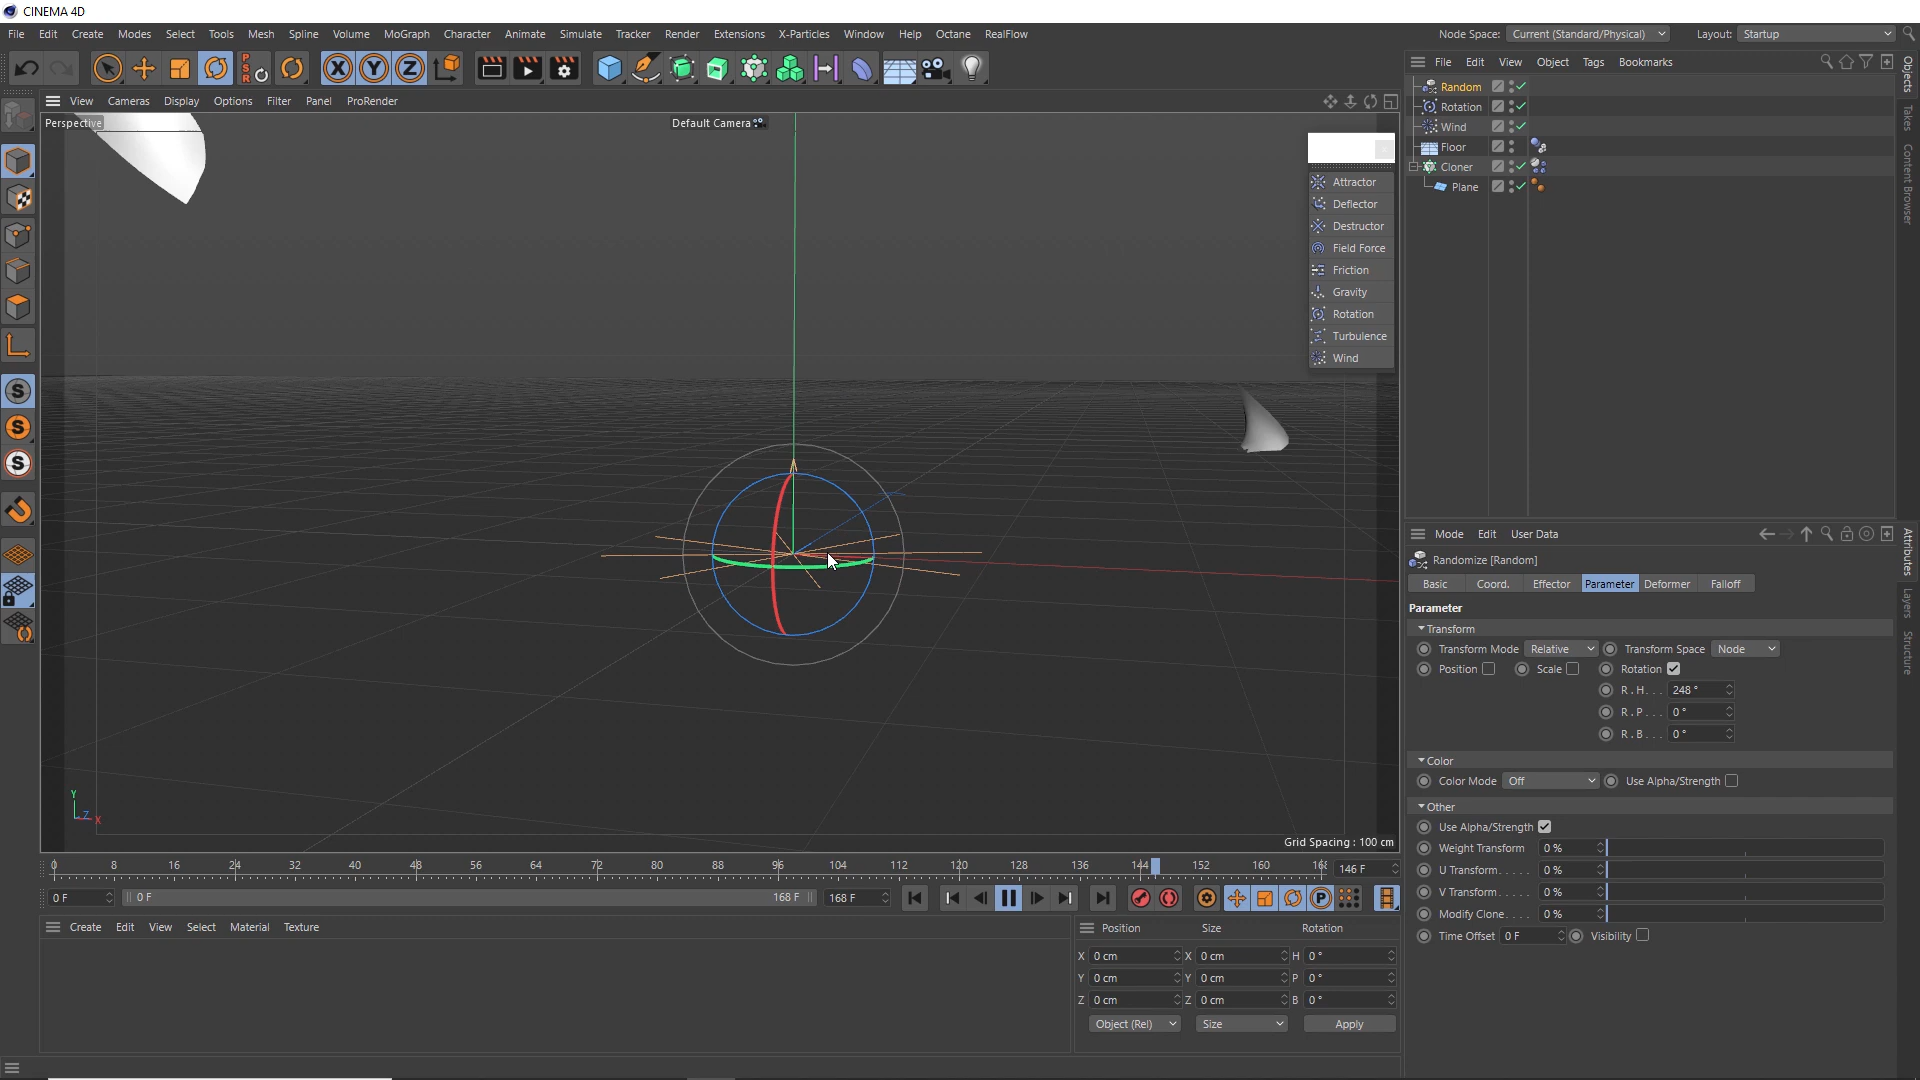 CINEMA 4D
File Edit Create Modes Select Tools Mesh Spline Volume MoGraph Character Animate Simulate Tracker Render Extensions X-Particles Window Help Octane RealFlow
Node Space: Current (Standard/Physical) Layout: Startup
X Y Z
PSR
File Edit View Object Tags Bookmarks
View Cameras Display Options Filter Panel ProRender
Perspective
Default Camera
Random
Rotation
Wind
Floor
Cloner
Plane
Objects
Takes
Content Browser
Attractor
Deflector
Destructor
Field Force
Friction
Gravity
Rotation
Turbulence
Wind
S
S
S
Y
Z
X
Grid Spacing : 100 cm
Mode Edit User Data
Randomize [Random]
Basic Coord. Effector Parameter Deformer Falloff
Parameter
Transform
Transform Mode Relative Transform Space Node
Position Scale Rotation
R . H . . . 248 °
R . P . . . 0 °
R . B . . . 0 °
Color
Color Mode Off Use Alpha/Strength
Other
Use Alpha/Strength
Weight Transform 0 %
U Transform. . . . . 0 %
V Transform. . . . . 0 %
Modify Clone. . . . 0 %
Time Offset 0 F Visibility
Attributes
Layers
Structure
0 8 16 24 32 40 48 56 64 72 80 88 96 104 112 120 128 136 144 152 160 146 F
0 F 0 F 168 F 168 F
P
Create Edit View Select Material Texture
Position Size Rotation
X 0 cm X 0 cm H 0 °
Y 0 cm Y 0 cm P 0 °
Z 0 cm Z 0 cm B 0 °
Object (Rel) Size Apply